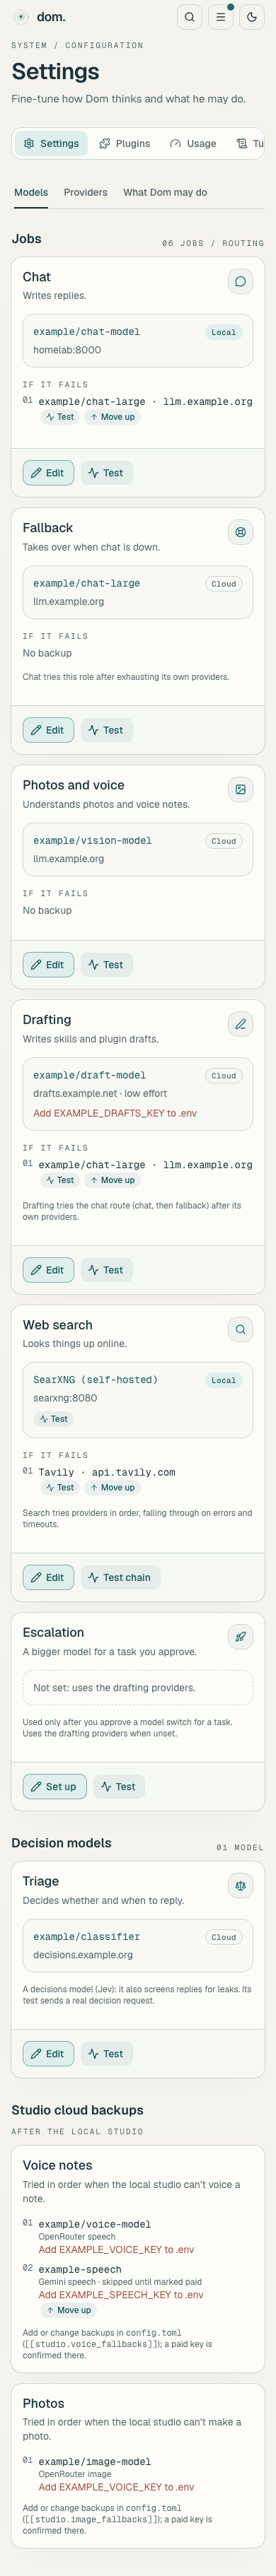 dom.
SYSTEM / CONFIGURATION
Settings
Fine-tune how Dom thinks and what he may do.
Settings Plugins Usage Tu
Models Providers What Dom may do
Jobs 06 JOBS / ROUTING
Chat
Writes replies.
example/chat-model Local
homelab:8000
IF IT FAILS
01 example/chat-large · llm.example.org
Test Move up
Edit Test
Fallback
Takes over when chat is down.
example/chat-large Cloud
llm.example.org
IF IT FAILS
No backup
Chat tries this role after exhausting its own providers.
Edit Test
Photos and voice
Understands photos and voice notes.
example/vision-model Cloud
llm.example.org
IF IT FAILS
No backup
Edit Test
Drafting
Writes skills and plugin drafts.
example/draft-model Cloud
drafts.example.net · low effort
Add EXAMPLE_DRAFTS_KEY to .env
IF IT FAILS
01 example/chat-large · llm.example.org
Test Move up
Drafting tries the chat route (chat, then fallback) after its
own providers.
Edit Test
Web search
Looks things up online.
SearXNG (self-hosted) Local
searxng:8080
Test
IF IT FAILS
01 Tavily · api.tavily.com
Test Move up
Search tries providers in order, falling through on errors and
timeouts.
Edit Test chain
Escalation
A bigger model for a task you approve.
Not set: uses the drafting providers.
Used only after you approve a model switch for a task.
Uses the drafting providers when unset.
Set up Test
Decision models 01 MODEL
Triage
Decides whether and when to reply.
example/classifier Cloud
decisions.example.org
A decisions model (Jev): it also screens replies for leaks. Its
test sends a real decision request.
Edit Test
Studio cloud backups
AFTER THE LOCAL STUDIO
Voice notes
Tried in order when the local studio can't voice a
note.
01 example/voice-model
OpenRouter speech
Add EXAMPLE_VOICE_KEY to .env
02 example-speech
Gemini speech · skipped until marked paid
Add EXAMPLE_SPEECH_KEY to .env
Move up
Add or change backups in config.toml
([[studio.voice_fallbacks]]); a paid key is
confirmed there.
Photos
Tried in order when the local studio can't make a
photo.
01 example/image-model
OpenRouter image
Add EXAMPLE_VOICE_KEY to .env
Add or change backups in config.toml
([[studio.image_fallbacks]]); a paid key is
confirmed there.